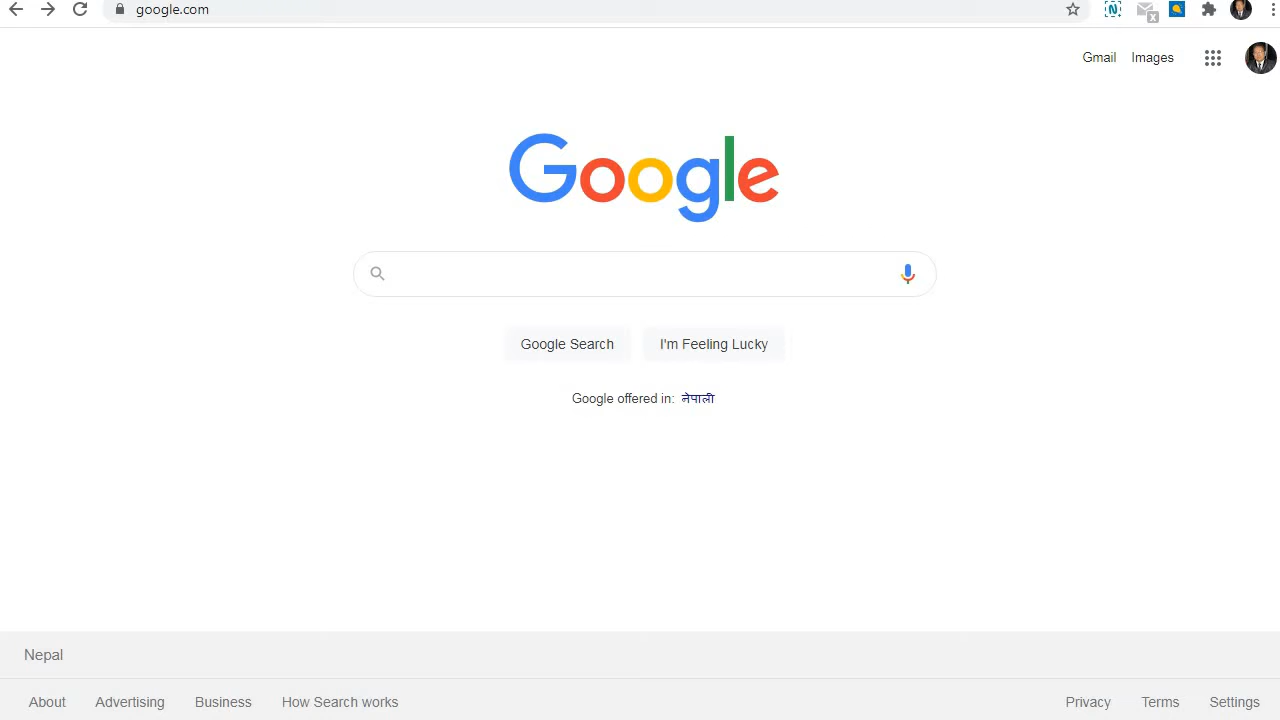 google.com
Gmail Images
Google
Google Search I'm Feeling Lucky
Google offered in: नेपाली
Nepal
About Advertising Business How Search works Privacy Terms Settings